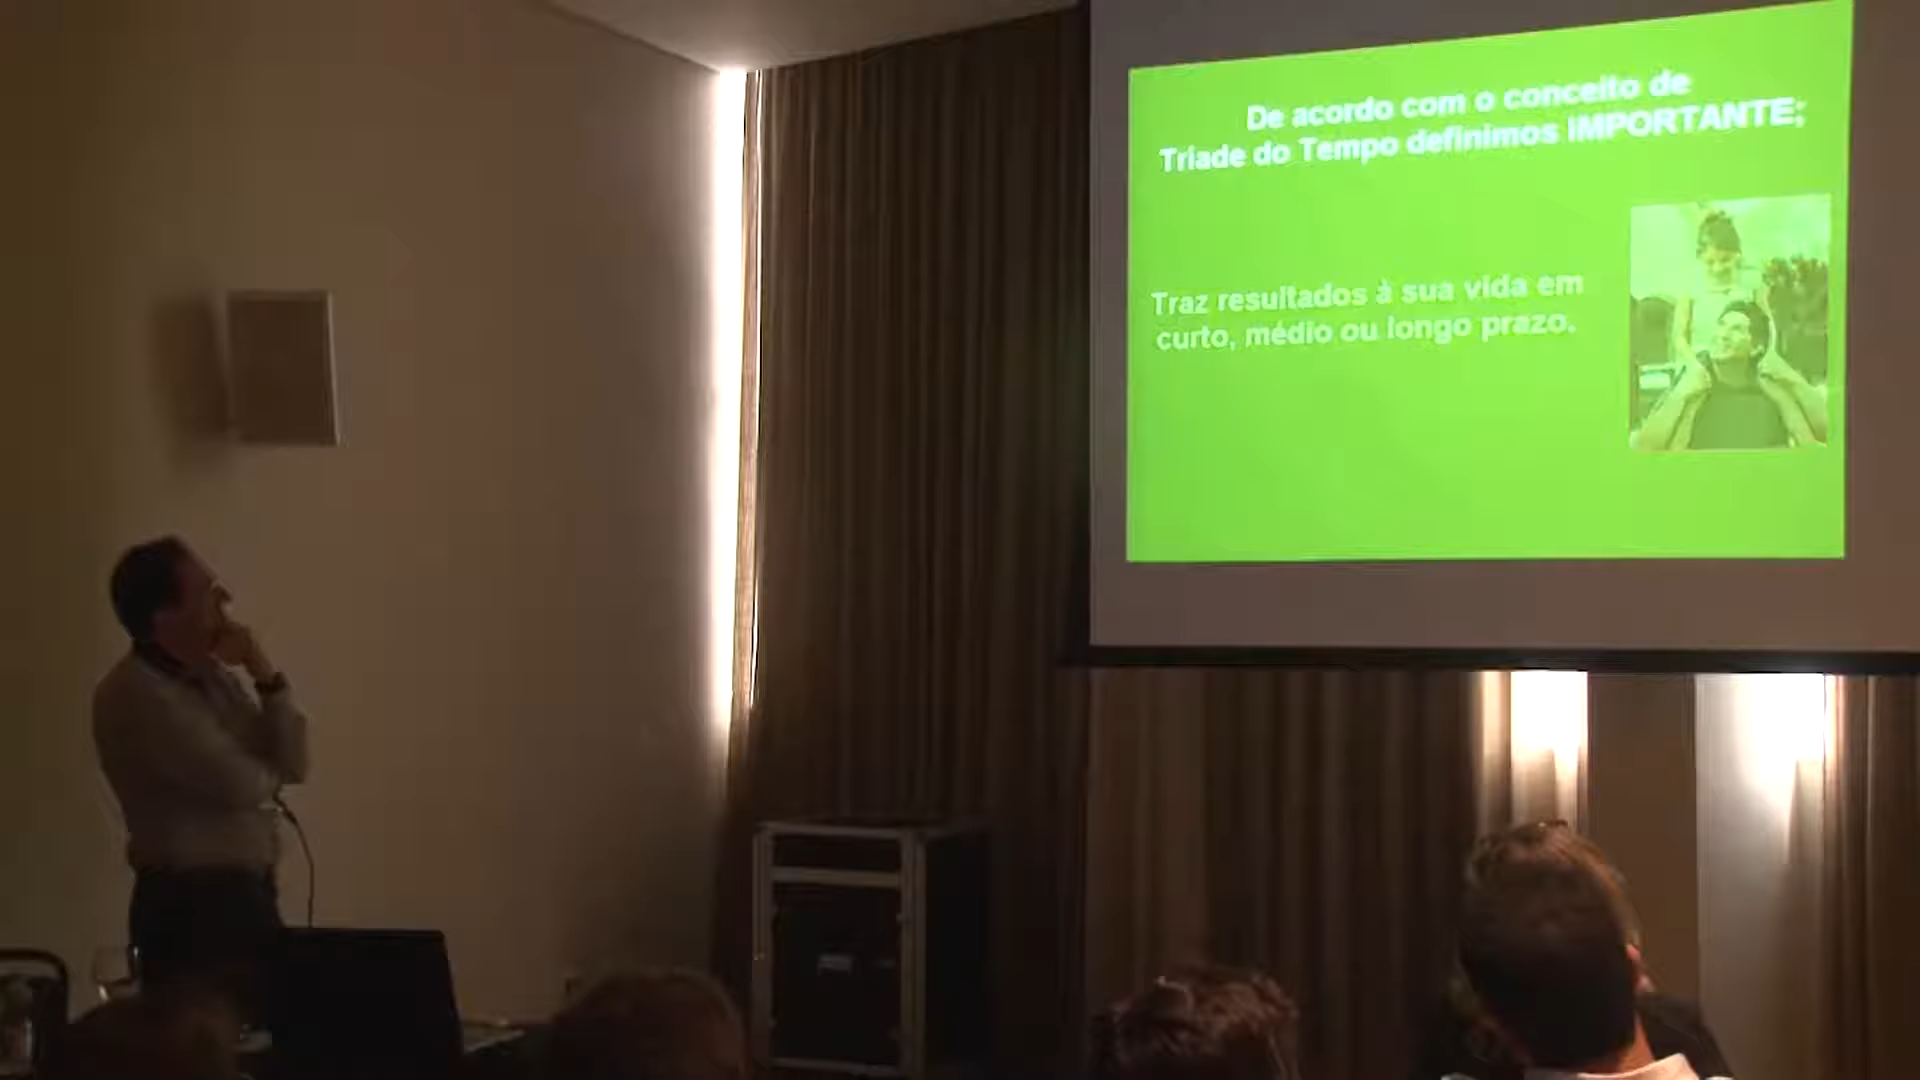 De acordo com o conceito de
Tríade do Tempo definimos IMPORTANTE;
Traz resultados à sua vida em
curto, médio ou longo prazo.